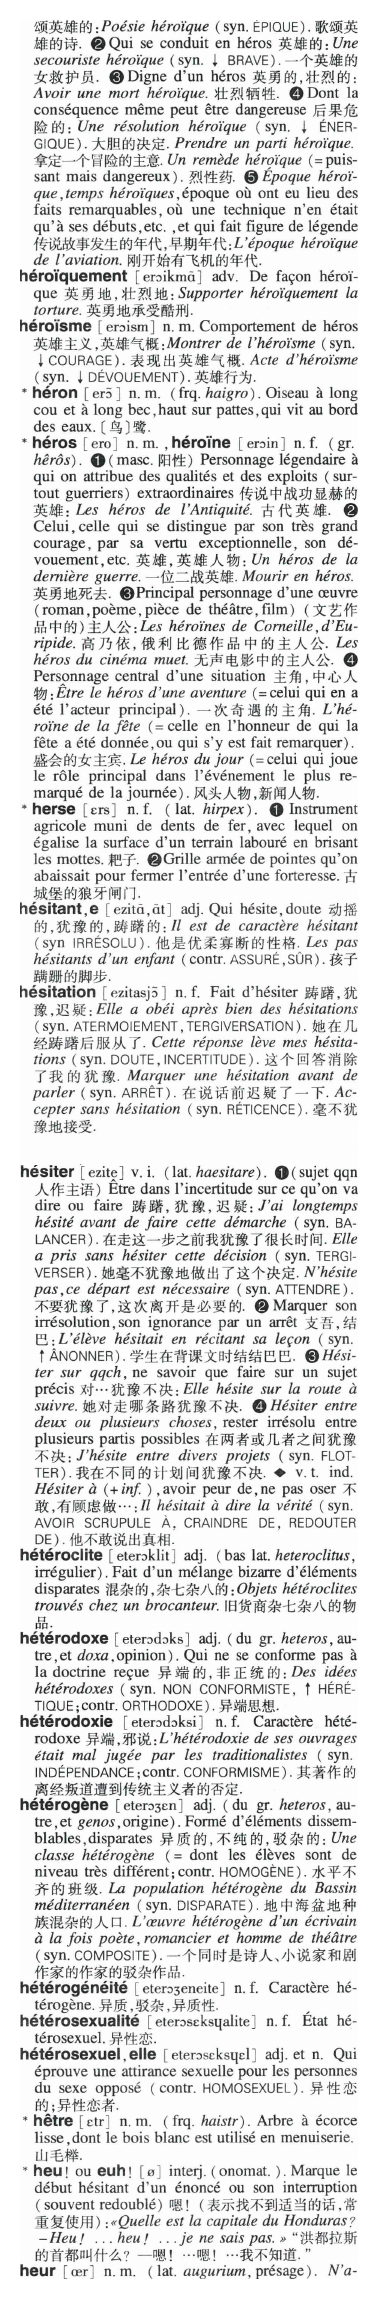 颂英雄的:Poésie héroïque (syn. ÉPIQUE). 歌颂英
雄的诗. ❷Qui se conduit en héros 英雄的:Une
secouriste héroïque (syn. ↓ BRAVE). 一个英雄的
女救护员. ❸Digne d'un héros 英勇的,壮烈的:
Avoir une mort héroïque. 壮烈牺牲. ❹Dont la
conséquence même peut être dangereuse 后果危
险的: Une résolution héroïque (syn. ↓ ÉNER-
GIQUE). 大胆的决定. Prendre un parti héroïque.
拿定一个冒险的主意. Un remède héroïque (=puis-
sant mais dangereux). 烈性药. ❺Époque héroï-
que,temps héroïques,époque où ont eu lieu des
faits remarquables, où une technique n'en était
qu'à ses débuts,etc. ,et qui fait figure de légende
传说故事发生的年代,早期年代:L'époque héroïque
de l'aviation. 刚开始有飞机的年代.
héroïquement [erɔikmɑ̃] adv. De façon héroï-
que 英勇地,壮烈地: Supporter héroïquement la
torture. 英勇地承受酷刑.
héroïsme [erɔism] n. m. Comportement de héros
英雄主义,英雄气概:Montrer de l'héroïsme (syn.
↓COURAGE). 表现出英雄气概. Acte d'héroïsme
(syn. ↓DÉVOUEMENT). 英雄行为.
* héron [erɔ̃] n. m. (frq. haigro). Oiseau à long
cou et à long bec,haut sur pattes,qui vit au bord
des eaux. [鸟]鹭.
* héros [ero] n. m. , héroïne [erɔin] n. f. (gr.
hêrôs). ❶(masc. 阳性) Personnage légendaire à
qui on attribue des qualités et des exploits (sur-
tout guerriers) extraordinaires 传说中战功显赫的
英雄: Les héros de l'Antiquité. 古代英雄. ❷
Celui,celle qui se distingue par son très grand
courage, par sa vertu exceptionnelle, son dé-
vouement,etc. 英雄,英雄人物:Un héros de la
dernière guerre. 一位二战英雄. Mourir en héros.
英勇地死去. ❸Principal personnage d'une œuvre
(roman,poème,pièce de théâtre,film) (文艺作
品中的)主人公:Les héroïnes de Corneille,d'Eu-
ripide. 高乃依, 俄利比德作品中的主人公. Les
héros du cinéma muet. 无声电影中的主人公. ❹
Personnage central d'une situation 主角,中心人
物:Être le héros d'une aventure (=celui qui en a
été l'acteur principal). 一次奇遇的主角. L'hé-
roïne de la fête (=celle en l'honneur de qui la
fête a été donnée,ou qui s'y est fait remarquer).
盛会的女主宾. Le héros du jour (=celui qui joue
le rôle principal dans l'événement le plus re-
marqué de la journée). 风头人物,新闻人物.
* herse [ɛrs] n. f. (lat. hirpex). ❶ Instrument
agricole muni de dents de fer, avec lequel on
égalise la surface d'un terrain labouré en brisant
les mottes. 耙子. ❷Grille armée de pointes qu'on
abaissait pour fermer l'entrée d'une forteresse. 古
城堡的狼牙闸门.
hésitant,e [ezitɑ̃,ɑ̃t] adj. Qui hésite,doute 动摇
的,犹豫的,踌躇的:Il est de caractère hésitant
(syn IRRÉSOLU). 他是优柔寡断的性格. Les pas
hésitants d'un enfant (contr. ASSURÉ,SÛR). 孩子
蹒跚的脚步.
hésitation [ezitasjɔ̃] n. f. Fait d'hésiter 踌躇,犹
豫,迟疑:Elle a obéi après bien des hésitations
(syn. ATERMOIEMENT,TERGIVERSATION). 她在几
经踌躇后服从了. Cette réponse lève mes hésita-
tions (syn. DOUTE,INCERTITUDE). 这个回答消除
了我的犹豫. Marquer une hésitation avant de
parler (syn. ARRÊT). 在说话前迟疑了一下. Ac-
cepter sans hésitation (syn. RÉTICENCE). 毫不犹
豫地接受.
hésiter [ezite] v. i. (lat. haesitare). ❶(sujet qqn
人作主语) Être dans l'incertitude sur ce qu'on va
dire ou faire 踌躇,犹豫,迟疑:J'ai longtemps
hésité avant de faire cette démarche (syn. BA-
LANCER). 在走这一步之前我犹豫了很长时间. Elle
a pris sans hésiter cette décision (syn. TERGI-
VERSER). 她毫不犹豫地做出了这个决定. N'hésite
pas,ce départ est nécessaire (syn. ATTENDRE).
不要犹豫了,这次离开是必要的. ❷Marquer son
irrésolution,son ignorance par un arrêt 支吾,结
巴:L'élève hésitait en récitant sa leçon (syn.
↑ÂNONNER). 学生在背课文时结结巴巴. ❸Hési-
ter sur qqch, ne savoir que faire sur un sujet
précis 对…犹豫不决:Elle hésite sur la route à
suivre. 她对走哪条路犹豫不决. ❹Hésiter entre
deux ou plusieurs choses, rester irrésolu entre
plusieurs partis possibles 在两者或几者之间犹豫
不决:J'hésite entre divers projets (syn. FLOT-
TER). 我在不同的计划间犹豫不决. ◆ v. t. ind.
Hésiter à (+inf. ),avoir peur de,ne pas oser 不
敢,有顾虑做…:Il hésitait à dire la vérité (syn.
AVOIR SCRUPULE À, CRAINDRE DE, REDOUTER
DE). 他不敢说出真相.
hétéroclite [eterɔklit] adj. (bas lat. heteroclitus,
irrégulier). Fait d'un mélange bizarre d'éléments
disparates 混杂的,杂七杂八的:Objets hétéroclites
trouvés chez un brocanteur. 旧货商杂七杂八的物
品.
hétérodoxe [eterɔdɔks] adj. (du gr. heteros, au-
tre,et doxa,opinion). Qui ne se conforme pas à
la doctrine reçue 异端的,非正统的:Des idées
hétérodoxes (syn. NON CONFORMISTE, ↑ HÉRÉ-
TIQUE;contr. ORTHODOXE). 异端思想.
hétérodoxie [eterɔdɔksi] n. f. Caractère hété-
rodoxe 异端,邪说:L'hétérodoxie de ses ouvrages
était mal jugée par les traditionalistes (syn.
INDÉPENDANCE;contr. CONFORMISME). 其著作的
离经叛道遭到传统主义者的否定.
hétérogène [eterɔʒɛn] adj. (du gr. heteros, au-
tre,et genos,origine). Formé d'éléments dissem-
blables,disparates 异质的,不纯的,驳杂的: Une
classe hétérogène (= dont les élèves sont de
niveau très différent;contr. HOMOGÈNE). 水平不
齐的班级. La population hétérogène du Bassin
méditerranéen (syn. DISPARATE). 地中海盆地种
族混杂的人口. L'œuvre hétérogène d'un écrivain
à la fois poète,romancier et homme de théâtre
(syn. COMPOSITE). 一个同时是诗人、小说家和剧
作家的作家的驳杂作品.
hétérogénéité [eterɔʒeneite] n. f. Caractère hé-
térogène. 异质,驳杂,异质性.
hétérosexualité [eterɔsɛksɥalite] n. f. État hé-
térosexuel. 异性恋.
hétérosexuel,elle [eterɔsɛksɥɛl] adj. et n. Qui
éprouve une attirance sexuelle pour les personnes
du sexe opposé (contr. HOMOSEXUEL). 异性恋
的;异性恋者.
* hêtre [ɛtr] n. m. (frq. haistr). Arbre à écorce
lisse,dont le bois blanc est utilisé en menuiserie.
山毛榉.
* heu! ou euh! [ø] interj. (onomat. ). Marque le
début hésitant d'un énoncé ou son interruption
(souvent redoublé) 嗯! (表示找不到适当的话,常
重复使用):«Quelle est la capitale du Honduras?
−Heu! ...heu! ...je ne sais pas. » “洪都拉斯
的首都叫什么? —嗯! …嗯! …我不知道.”
heur [œr] n. m. (lat. augurium, présage). N'a-